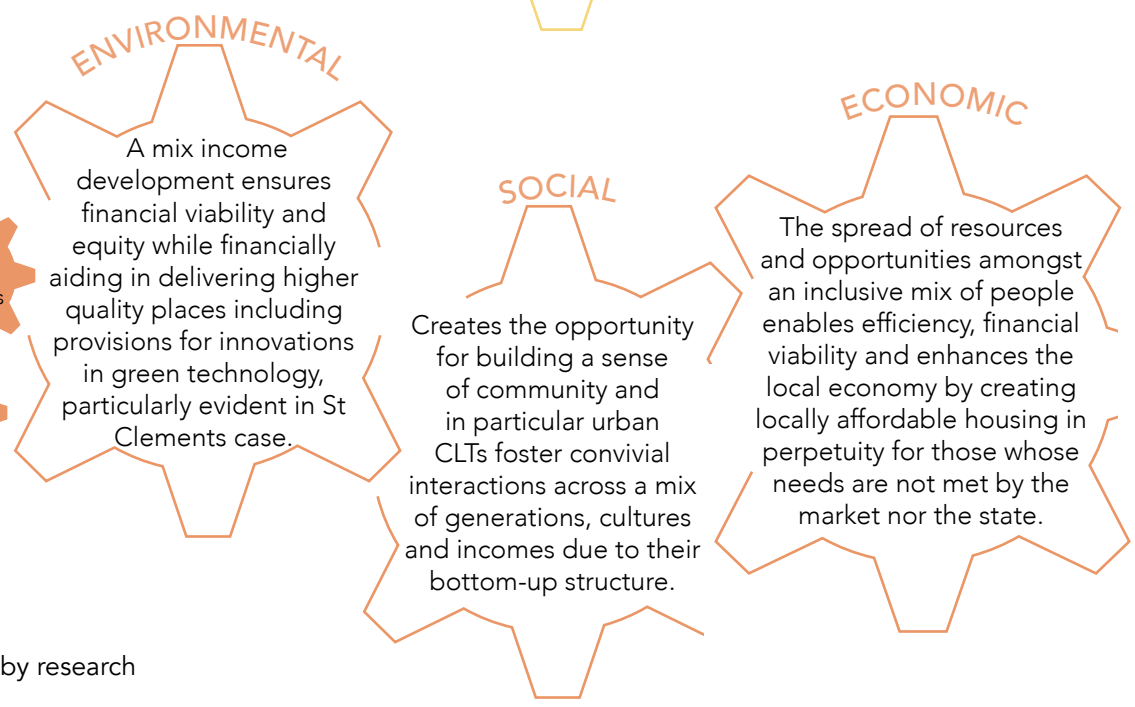 ENVIRONMENTAL
A mix income
development ensures
financial viability and
equity while financially
aiding in delivering higher
quality places including
provisions for innovations
in green technology,
particularly evident in St
Clements case.
SOCIAL
Creates the opportunity
for building a sense
of community and
in particular urban
CLTs foster convivial
interactions across a mix
of generations, cultures
and incomes due to their
bottom-up structure.
ECONOMIC
The spread of resources
and opportunities amongst
an inclusive mix of people
enables efficiency, financial
viability and enhances the
local economy by creating
locally affordable housing in
perpetuity for those whose
needs are not met by the
market nor the state.
s
by research